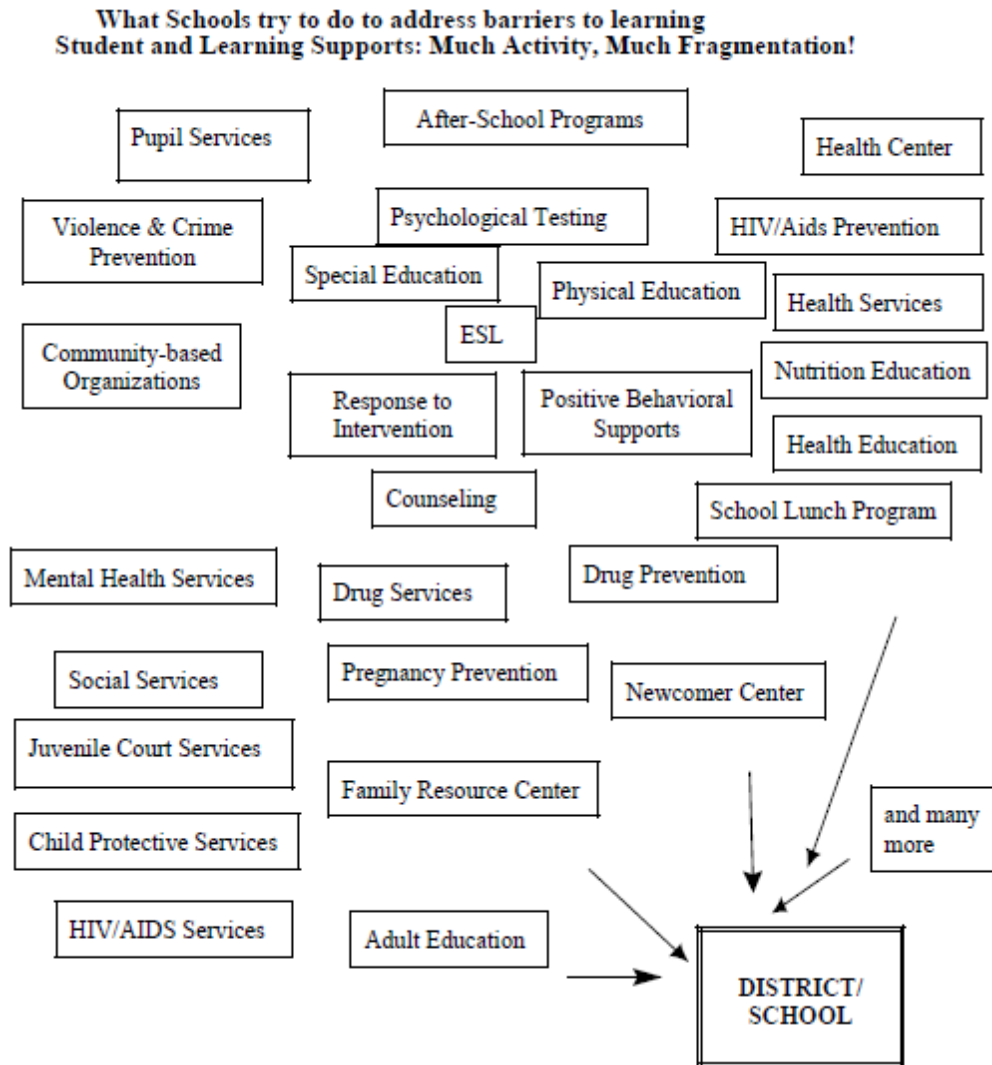 What Schools try to do to address barriers to learning
Student and Learning Supports: Much Activity, Much Fragmentation!
After-School Programs
Pupil Services
Health Center
Violence & Crime
Prevention
Psychological Testing
HIV/Aids Prevention
Special Education
Physical Education
Health Services
ESL
Community-based
Organizations
Nutrition Education
Response to
Intervention
Positive Behavioral
Supports
Health Education
Counseling
School Lunch Program
Mental Health Services
Drug Services
Drug Prevention
Social Services
Pregnancy Prevention
Newcomer Center
Juvenile Court Services
Family Resource Center
Child Protective Services
and many
more
HIV/AIDS Services
Adult Education
DISTRICT/
SCHOOL